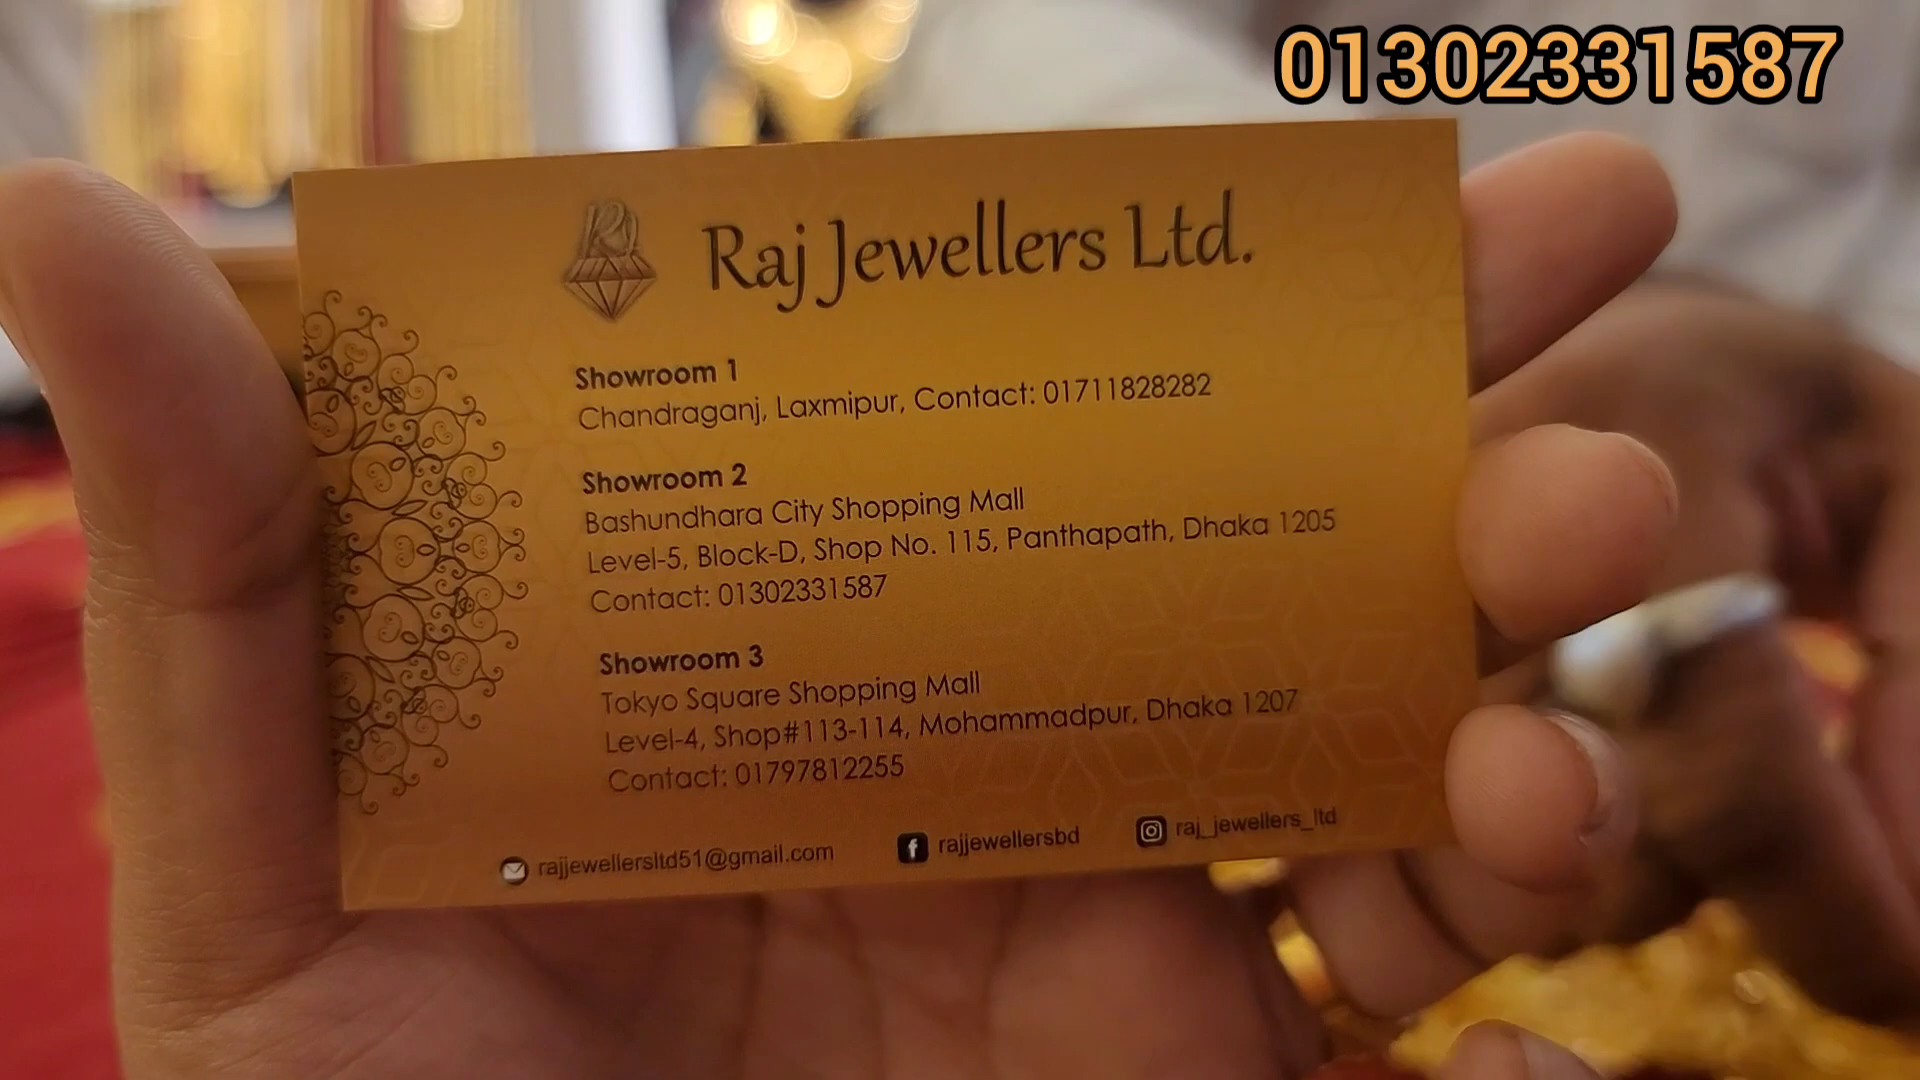 01302331587
RJ
Raj Jewellers Ltd.
Showroom 1
Chandraganj, Laxmipur, Contact: 01711828282
Showroom 2
Bashundhara City Shopping Mall
Level-5, Block-D, Shop No. 115, Panthapath, Dhaka 1205
Contact: 01302331587
Showroom 3
Tokyo Square Shopping Mall
Level-4, Shop#113-114, Mohammadpur, Dhaka 1207
Contact: 01797812255
rajjewellersltd51@gmail.com
rajjewellersbd
raj_jewellers_ltd